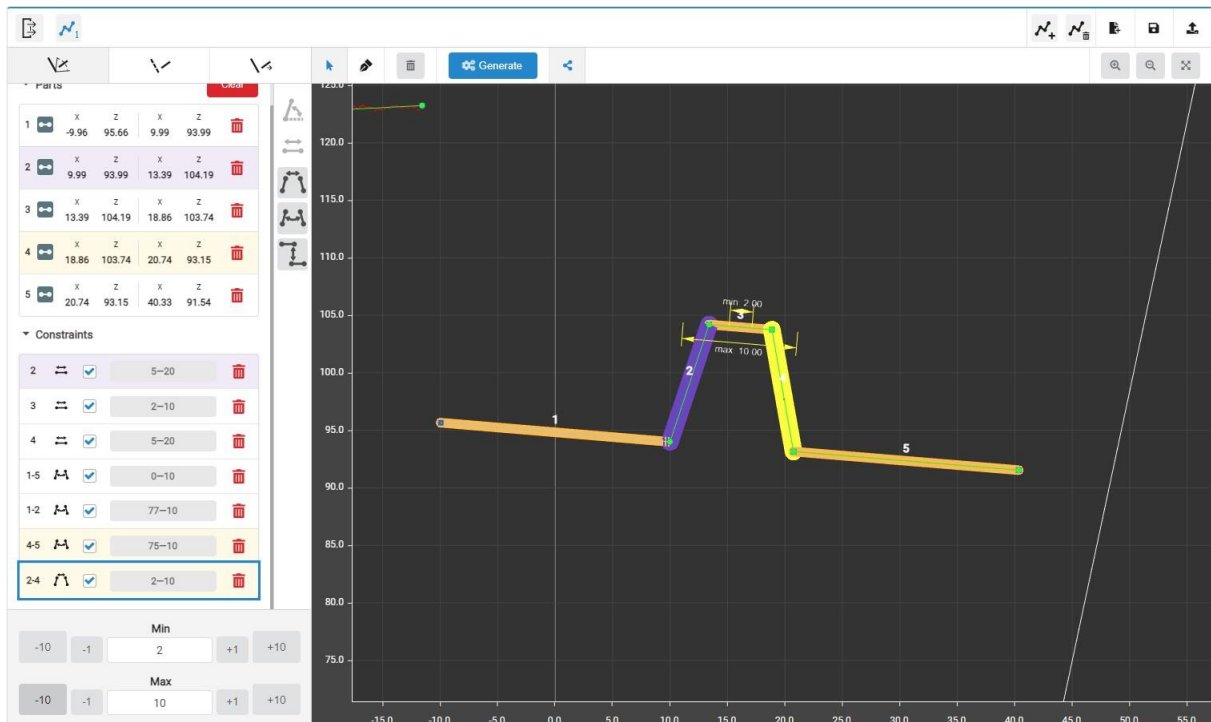 1
Generate
Parts
Clear
1 X -9.96 Z 95.66 X 9.99 Z 93.99
2 X 9.99 Z 93.99 X 13.39 Z 104.19
3 X 13.39 Z 104.19 X 18.86 Z 103.74
4 X 18.86 Z 103.74 X 20.74 Z 93.15
5 X 20.74 Z 93.15 X 40.33 Z 91.54
Constraints
2 5–20
3 2–10
4 5–20
1-5 0–10
1-2 77–10
4-5 75–10
2-4 2–10
Min
-10 -1 2 +1 +10
Max
-10 -1 10 +1 +10
125.0
120.0
115.0
110.0
105.0
100.0
95.0
90.0
85.0
80.0
75.0
min 2.00
3
max 10.00
2
1
5
-15.0 -10.0 0.0 5.0 10.0 15.0 20.0 25.0 30.0 35.0 40.0 45.0 50.0 55.0